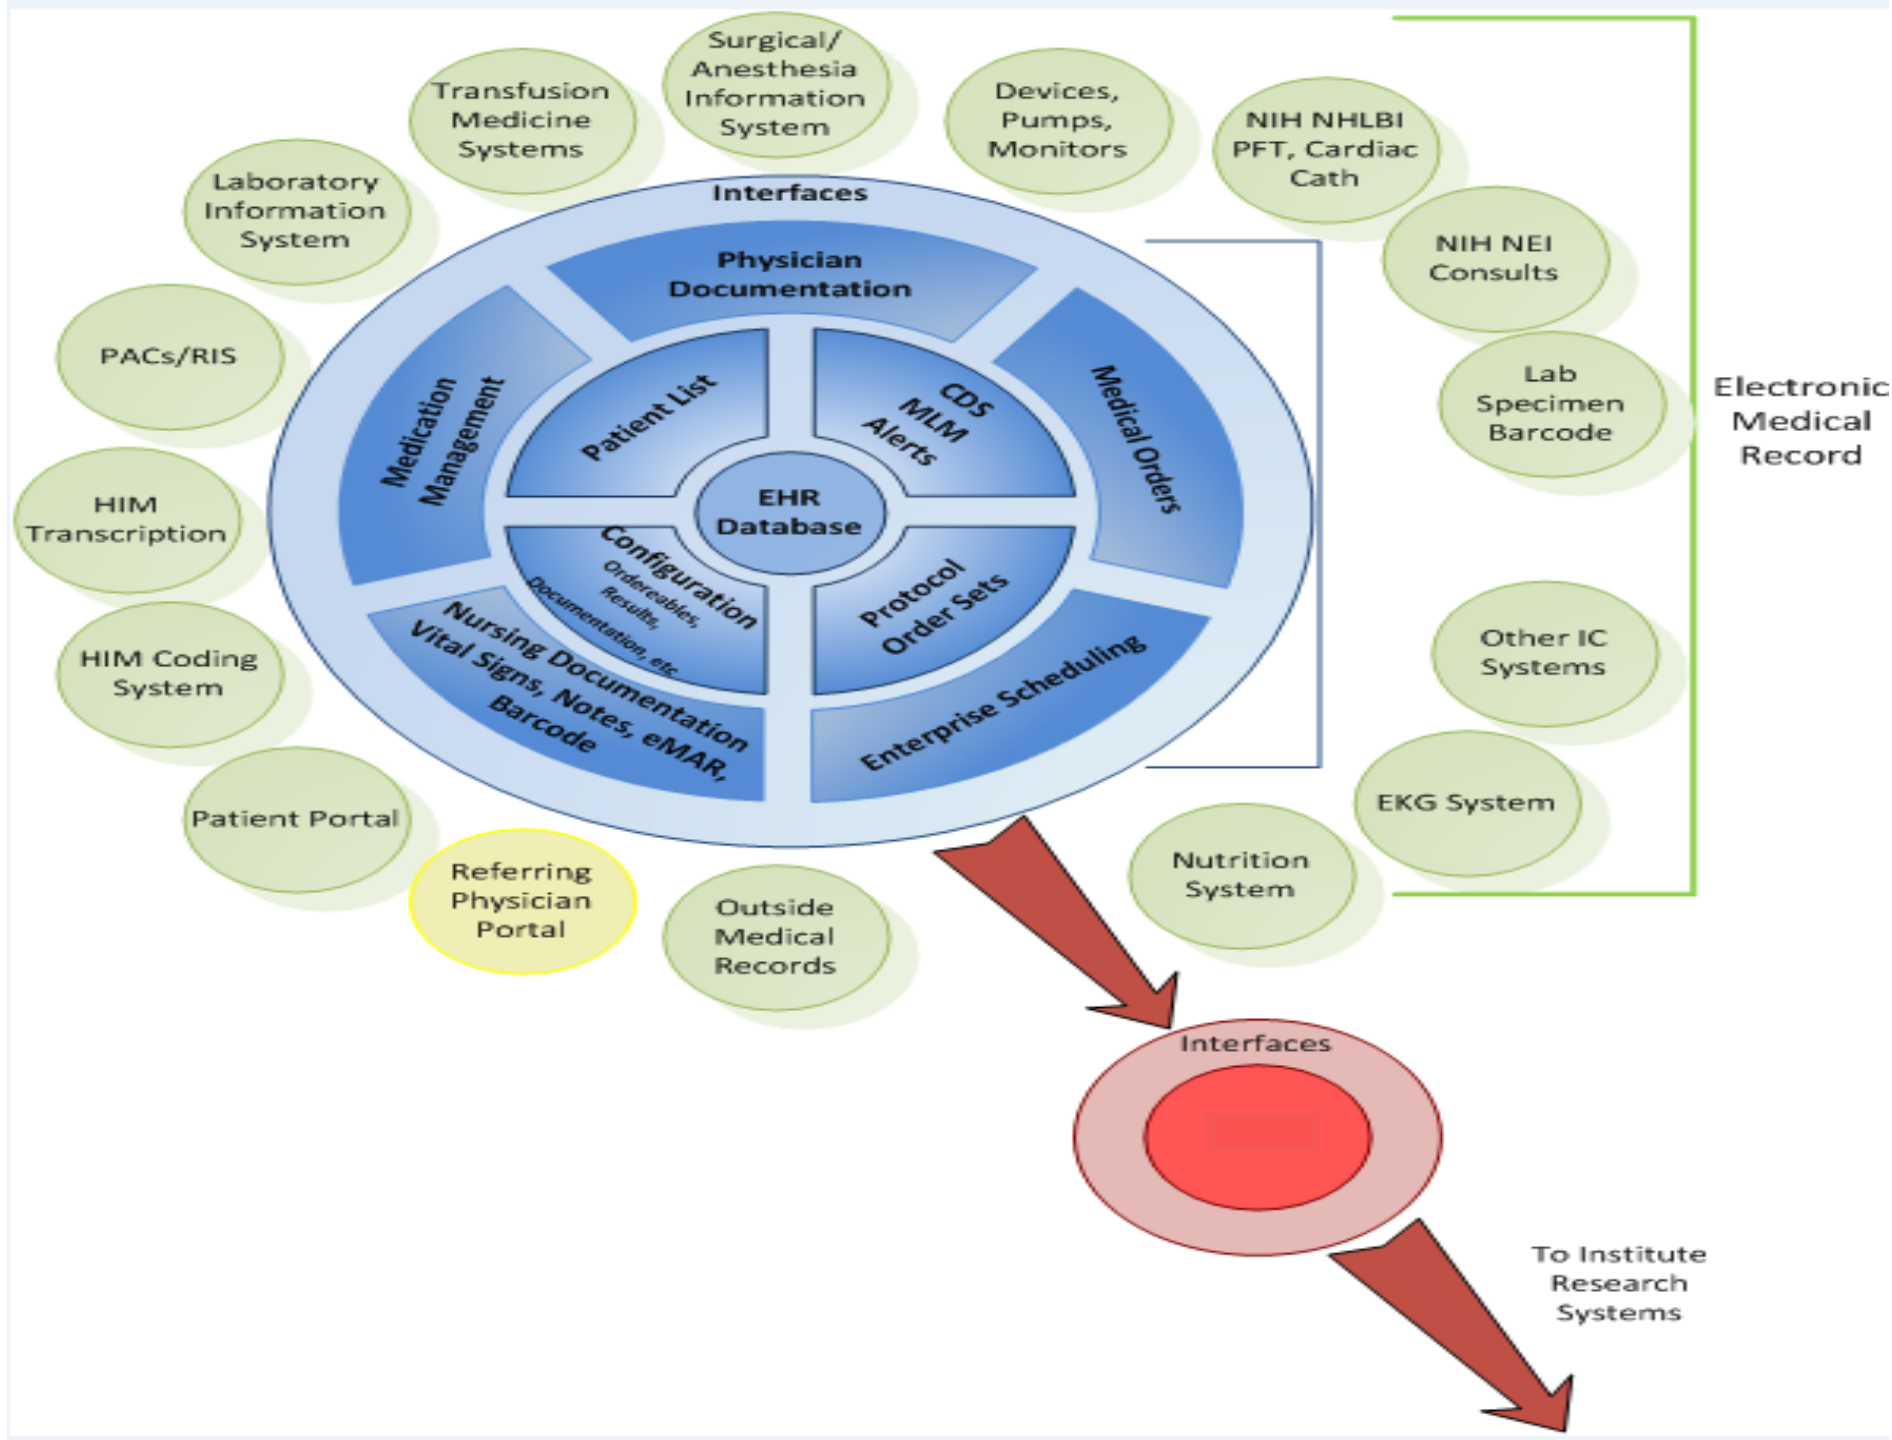 Surgical/
Anesthesia
Information
System
Transfusion
Medicine
Systems
Devices,
Pumps,
Monitors
NIH NHLBI
PFT, Cardiac
Cath
Laboratory
Information
System
NIH NEI
Consults
PACs/RIS
Lab
Specimen
Barcode
Electronic
Medical
Record
HIM
Transcription
HIM Coding
System
Other IC
Systems
Patient Portal
EKG System
Referring
Physician
Portal
Outside
Medical
Records
Nutrition
System
Interfaces
Physician
Documentation
Medication
Management
Medical Orders
Patient List
CDS
MLM
Alerts
EHR
Database
Configuration
Ordereables,
Results,
Documentation, etc
Protocol
Order Sets
Nursing Documentation
Vital Signs, Notes, eMAR,
Barcode
Enterprise Scheduling
Interfaces
To Institute
Research
Systems